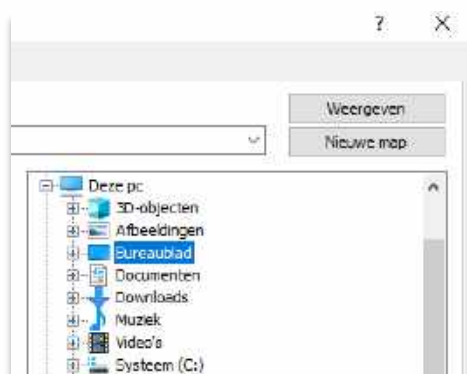 ?
Weergeven
Nieuwe map
Deze pc
3D-objecten
Afbeeldingen
Bureaublad
Documenten
Downloads
Muziek
Video's
Systeem (C:)